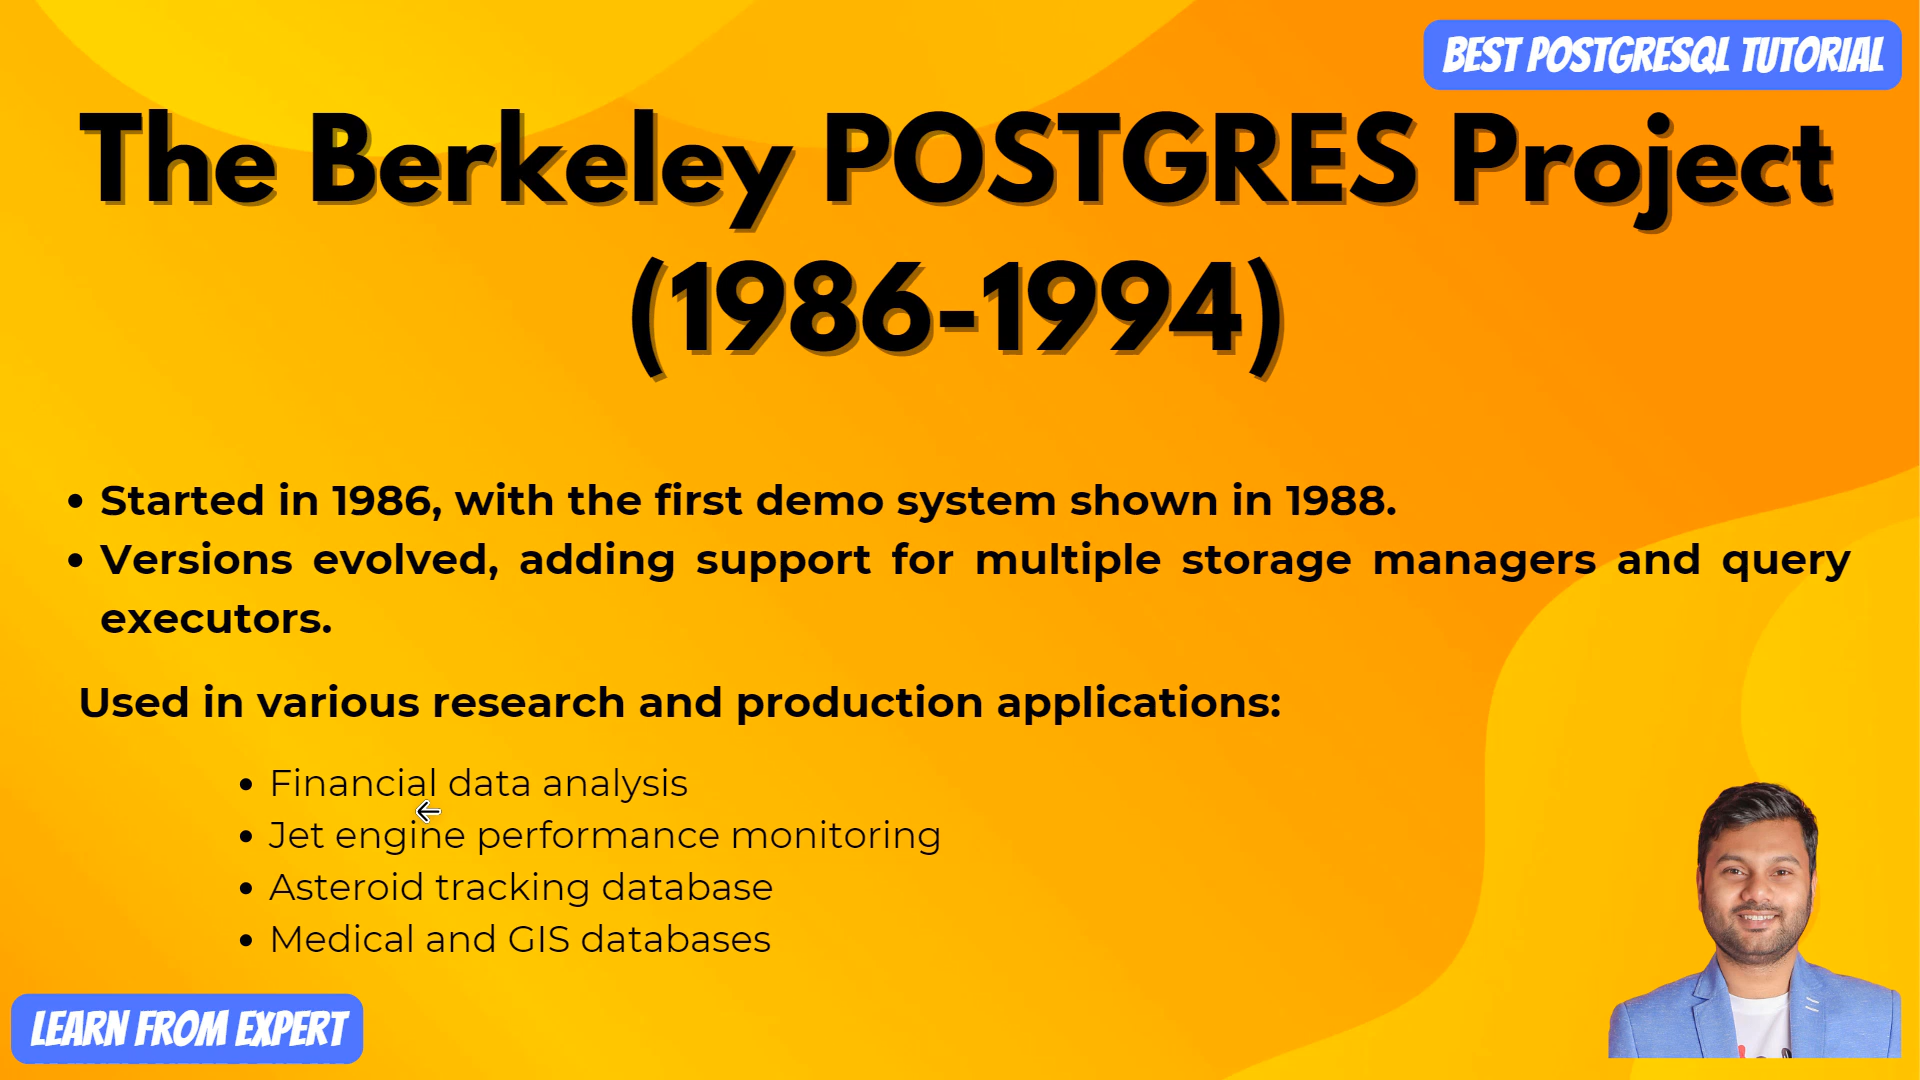 BEST POSTGRESQL TUTORIAL
The Berkeley POSTGRES Project
(1986-1994)
• Started in 1986, with the first demo system shown in 1988.
• Versions evolved, adding support for multiple storage managers and query
executors.
Used in various research and production applications:
• Financial data analysis
• Jet engine performance monitoring
• Asteroid tracking database
• Medical and GIS databases
LEARN FROM EXPERT